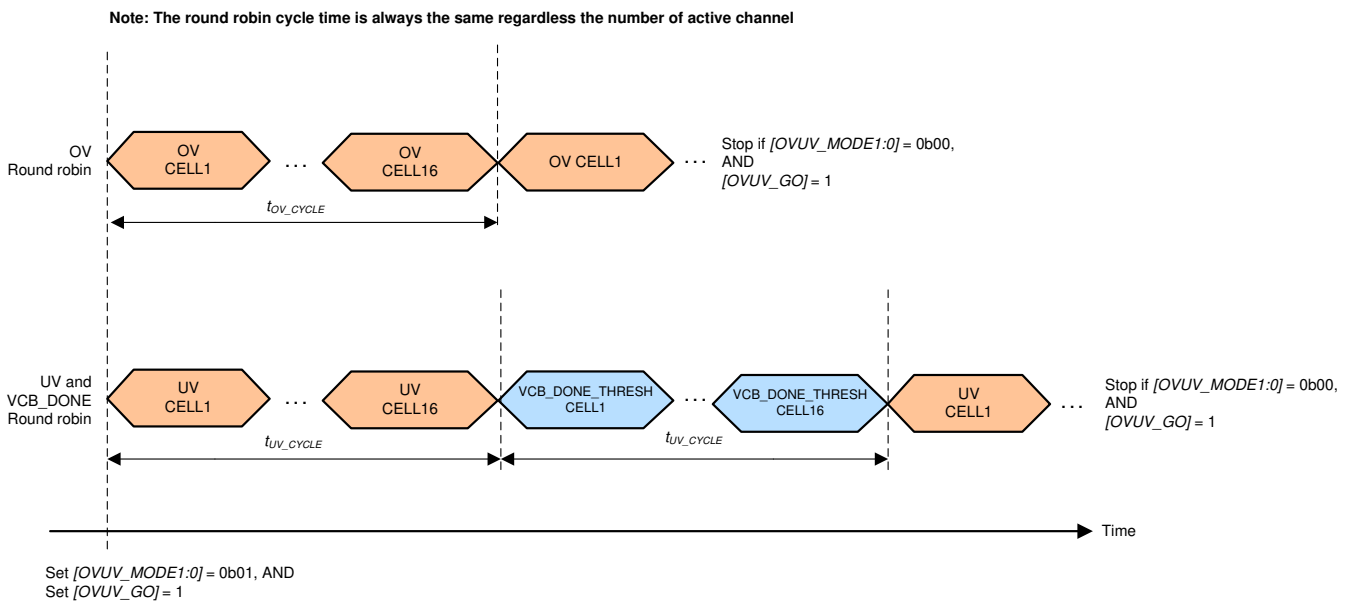 Note: The round robin cycle time is always the same regardless the number of active channel
OV
Round robin
OV
CELL1
. . .
OV
CELL16
OV CELL1
. . .
Stop if [OVUV_MODE1:0] = 0b00,
AND
[OVUV_GO] = 1
tOV_CYCLE
UV and
VCB_DONE
Round robin
UV
CELL1
. . .
UV
CELL16
VCB_DONE_THRESH
CELL1
. . .
VCB_DONE_THRESH
CELL16
UV
CELL1
. . .
Stop if [OVUV_MODE1:0] = 0b00,
AND
[OVUV_GO] = 1
tUV_CYCLE
tUV_CYCLE
Time
Set [OVUV_MODE1:0] = 0b01, AND
Set [OVUV_GO] = 1